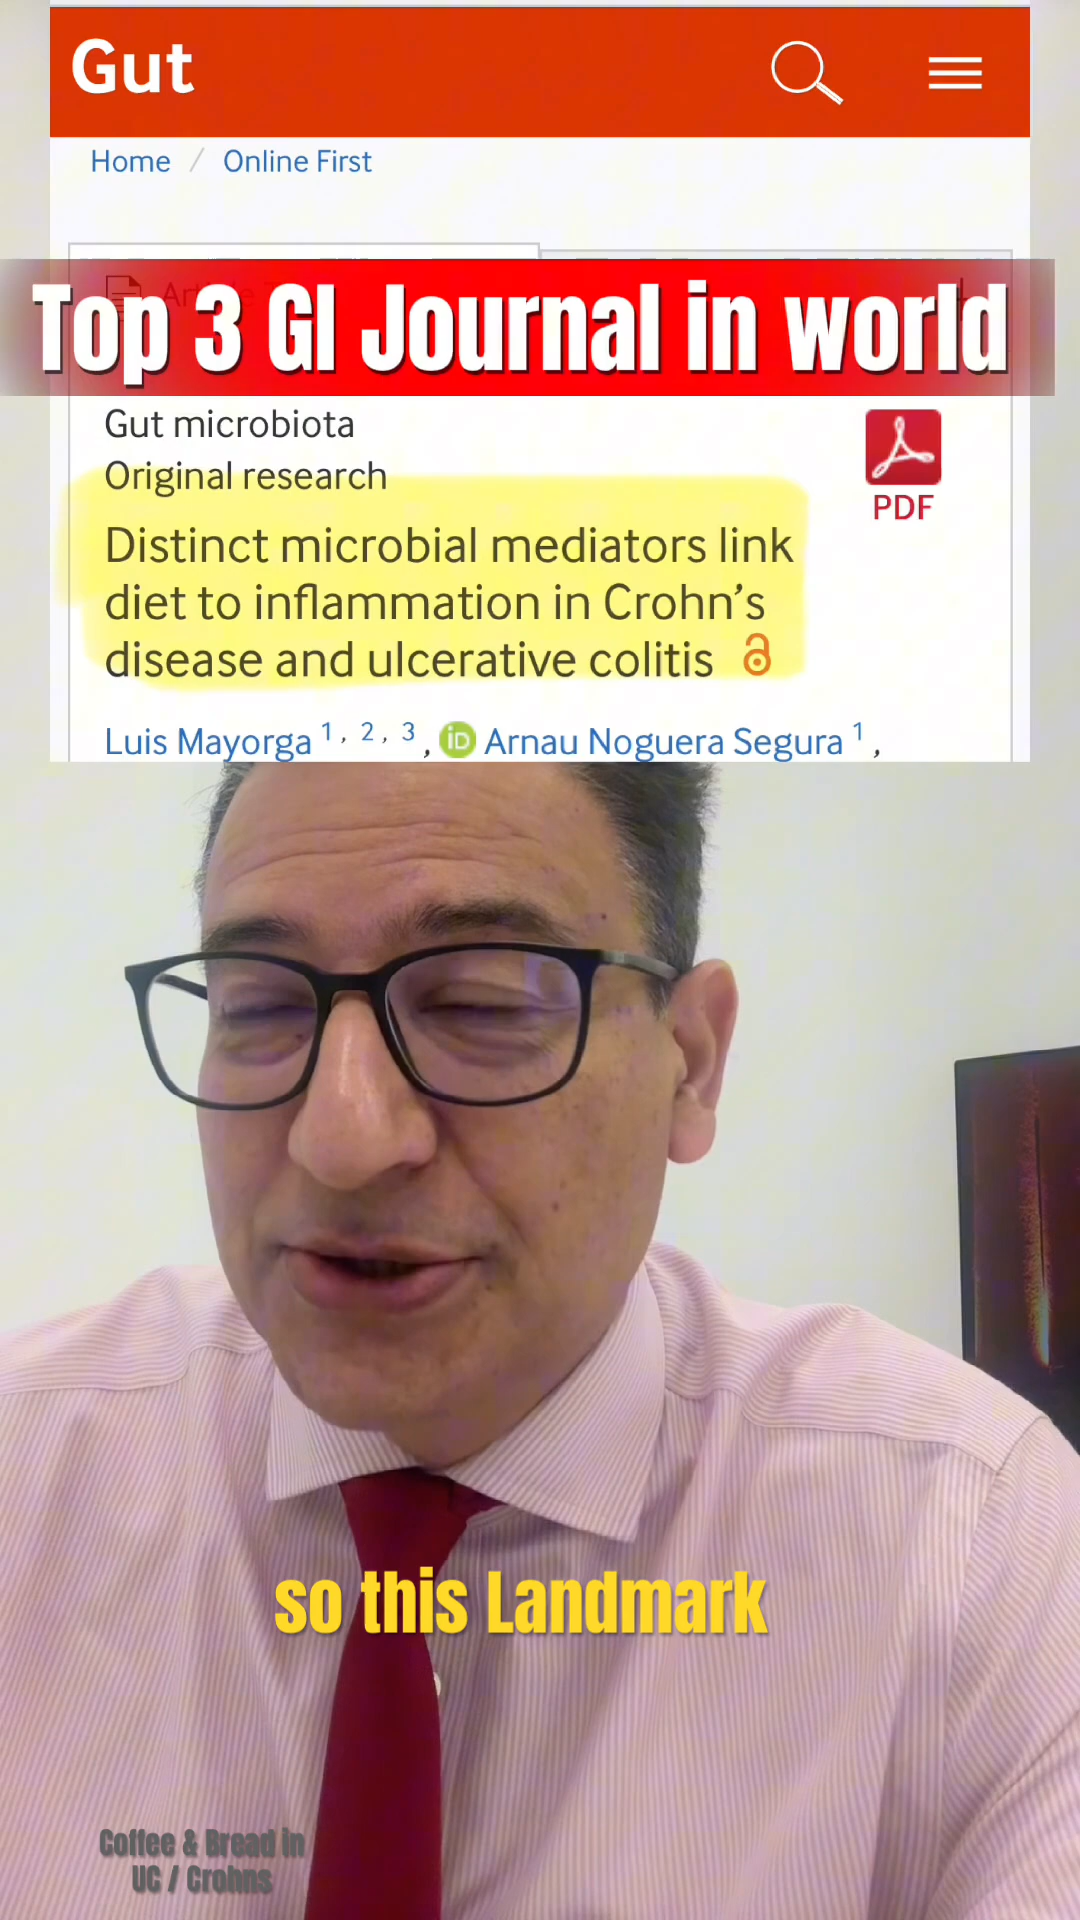 Gut
Home / Online First
Top 3 GI Journal in world
Gut microbiota
Original research
PDF
Distinct microbial mediators link
diet to inflammation in Crohn’s
disease and ulcerative colitis
Luis Mayorga 1, 2, 3, iD Arnau Noguera Segura 1,
so this Landmark
Coffee & Bread in
UC / Crohns